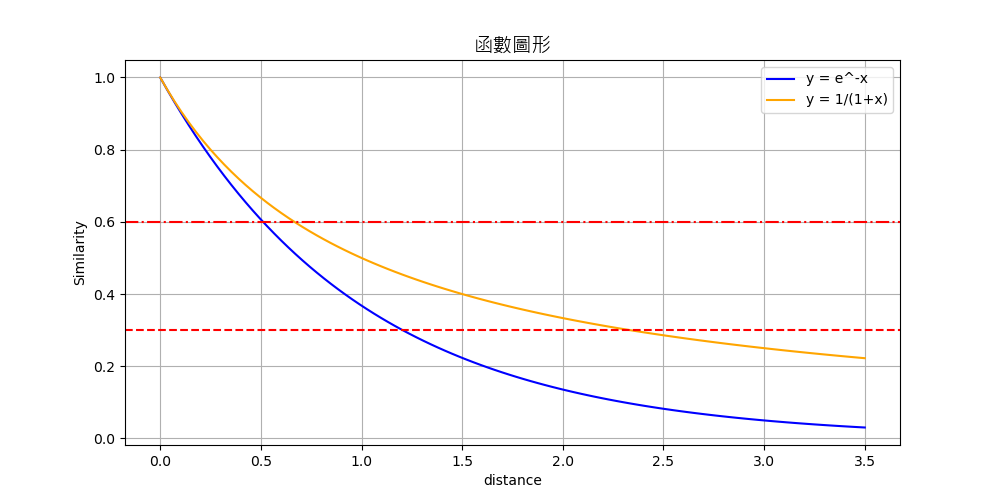 函數圖形
y = e^-x
y = 1/(1+x)
Similarity
1.0
0.8
0.6
0.4
0.2
0.0
0.0 0.5 1.0 1.5 2.0 2.5 3.0 3.5
distance